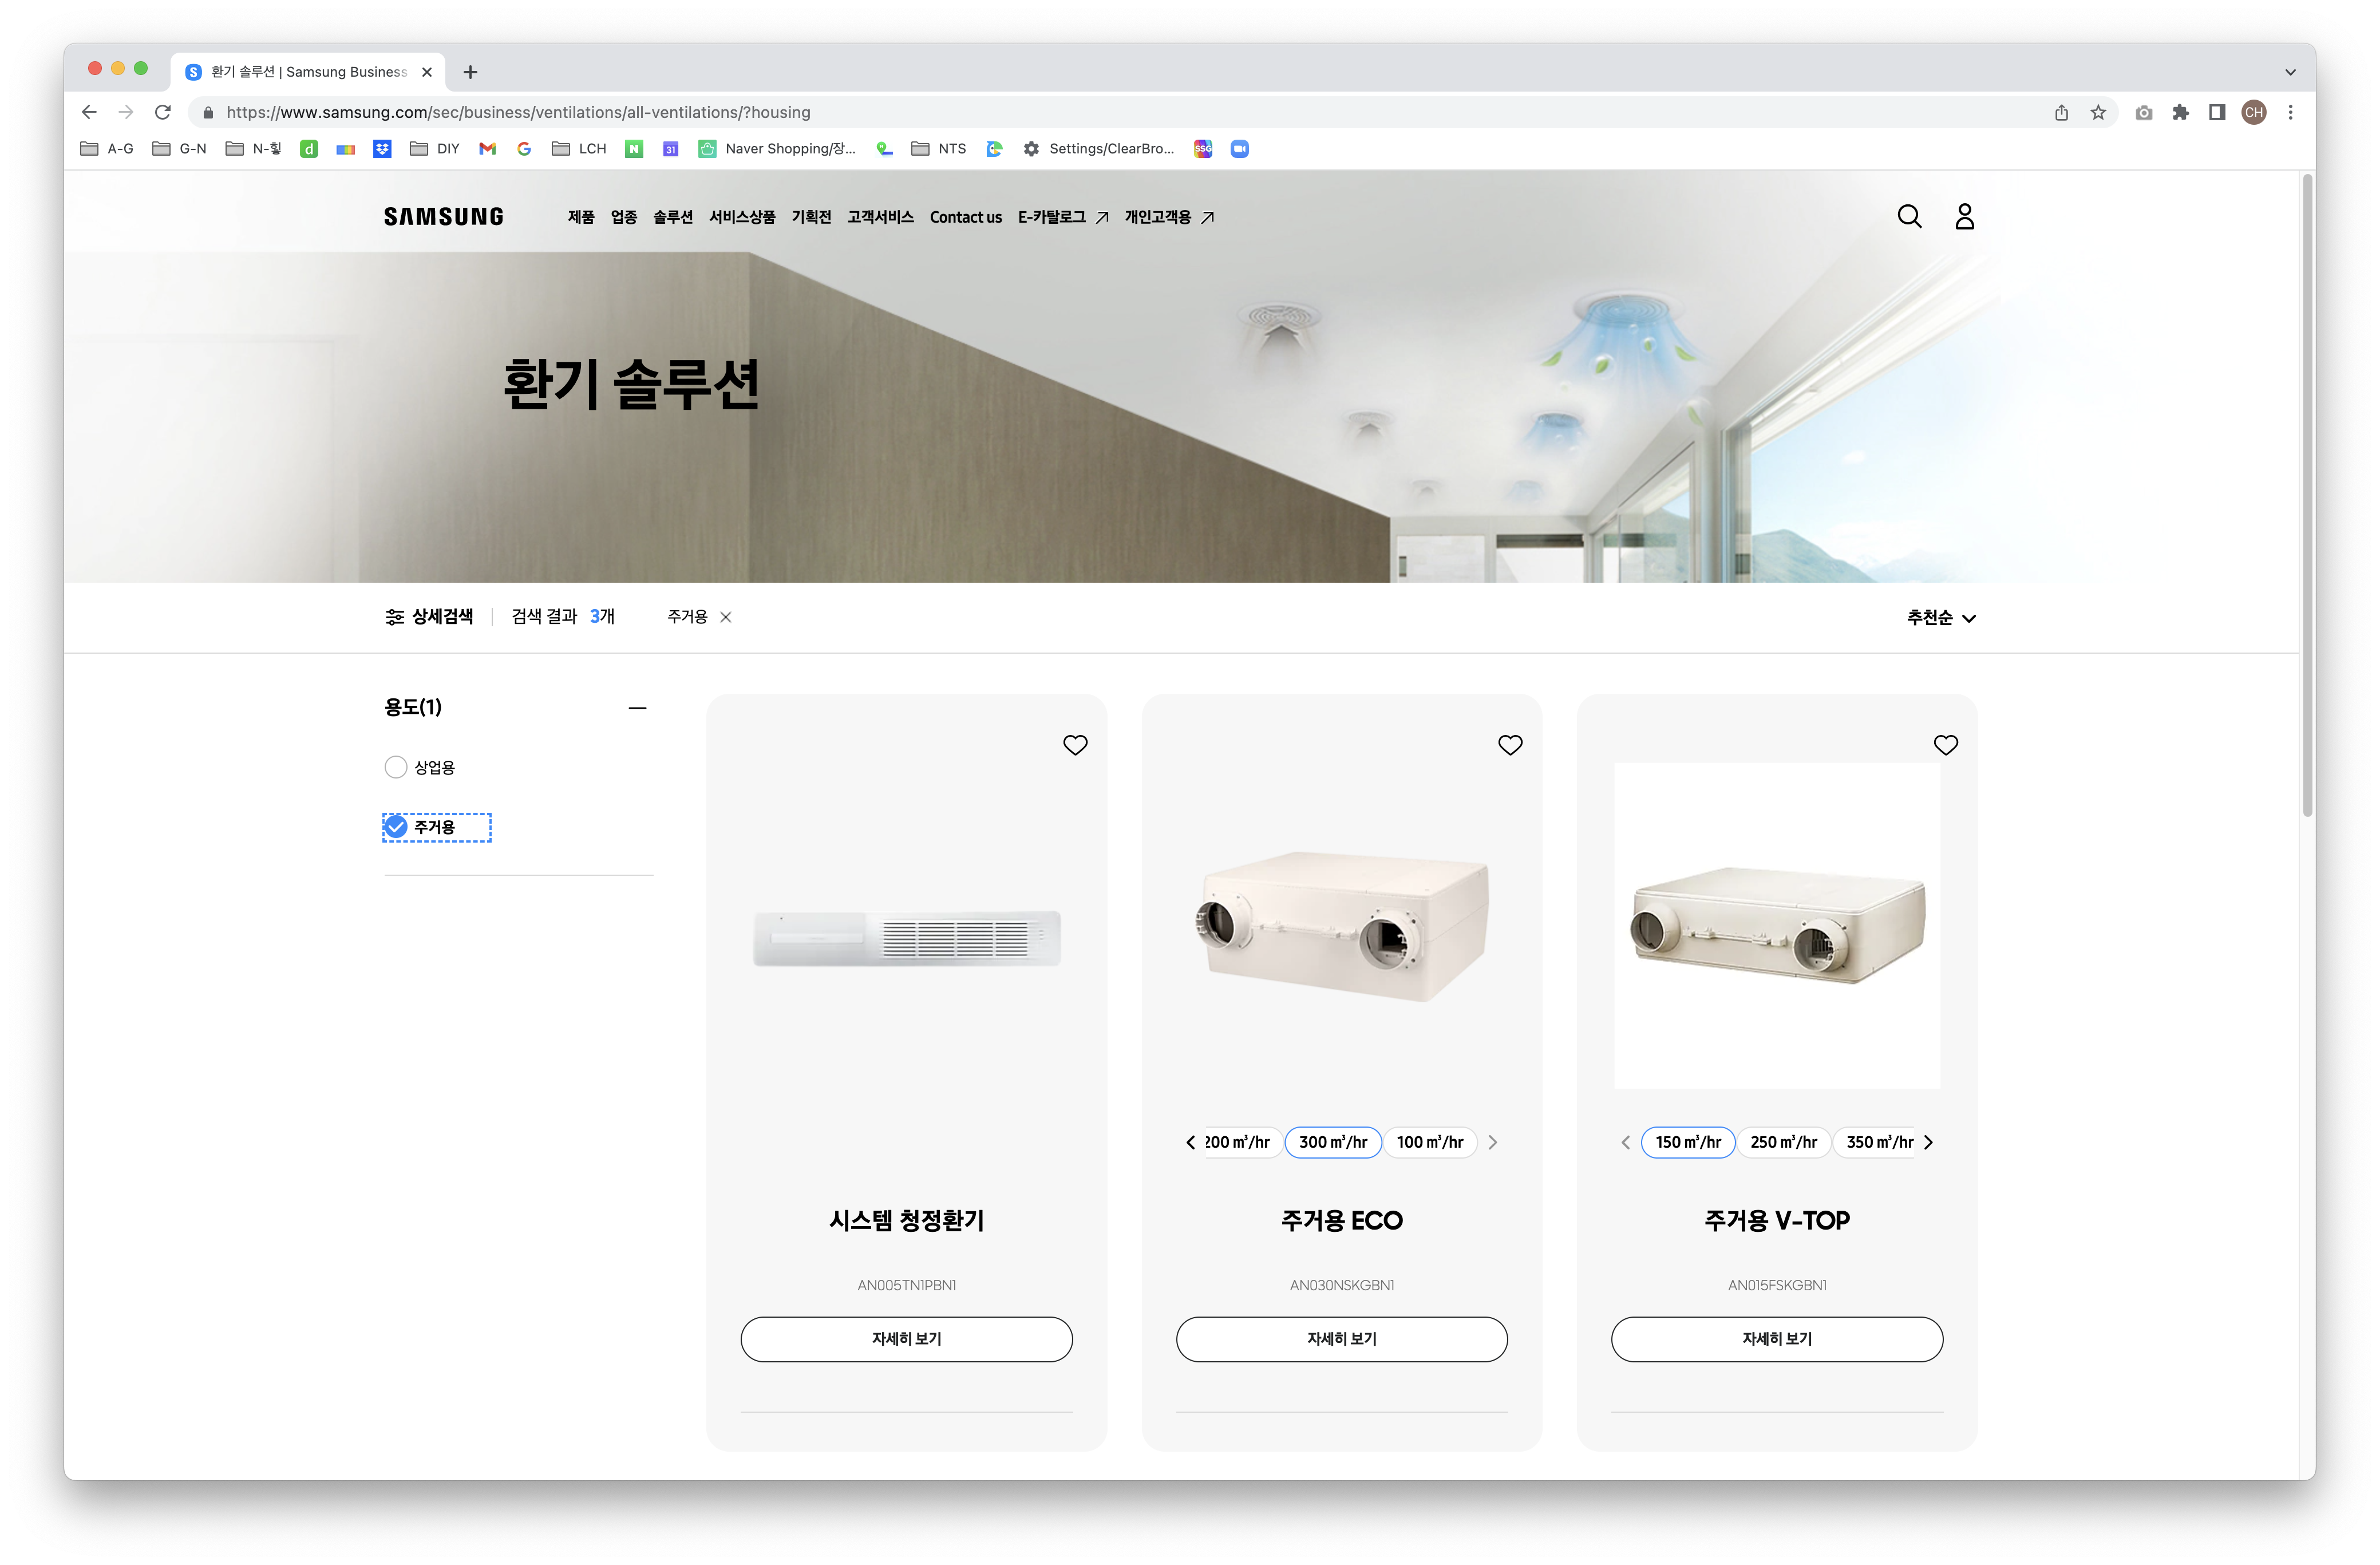 환기 솔루션 | Samsung Business
https://www.samsung.com/sec/business/ventilations/all-ventilations/?housing
CH
A-G G-N N-힣 d DIY G LCH N 31 Naver Shopping/장... NTS Settings/ClearBro... SSG
SAMSUNG 제품 업종 솔루션 서비스상품 기획전 고객서비스 Contact us E-카탈로그 개인고객용
환기 솔루션
상세검색 검색 결과 3개 주거용 추천순
용도(1)
상업용
주거용
200 m³/hr 300 m³/hr 100 m³/hr
150 m³/hr 250 m³/hr 350 m³/hr
시스템 청정환기 주거용 ECO 주거용 V-TOP
AN005TN1PBN1 AN030NSKGBN1 AN015FSKGBN1
자세히 보기 자세히 보기 자세히 보기